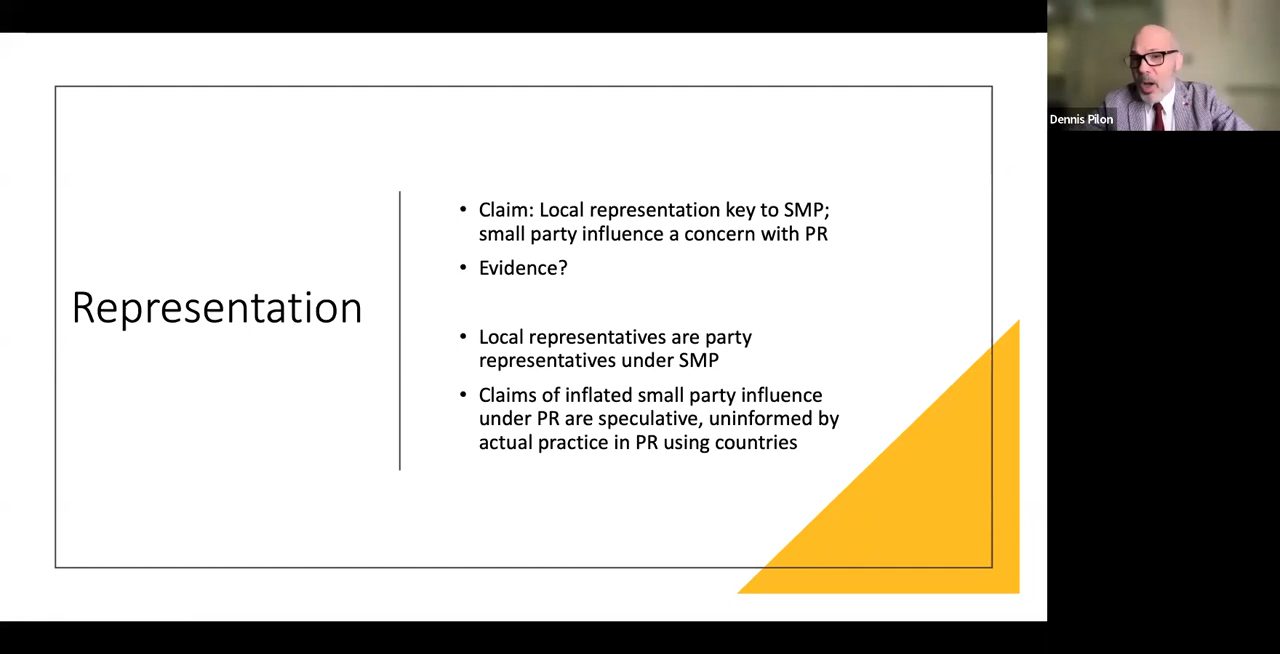 Representation
• Claim: Local representation key to SMP;
small party influence a concern with PR
• Evidence?
• Local representatives are party
representatives under SMP
• Claims of inflated small party influence
under PR are speculative, uninformed by
actual practice in PR using countries
Dennis Pilon